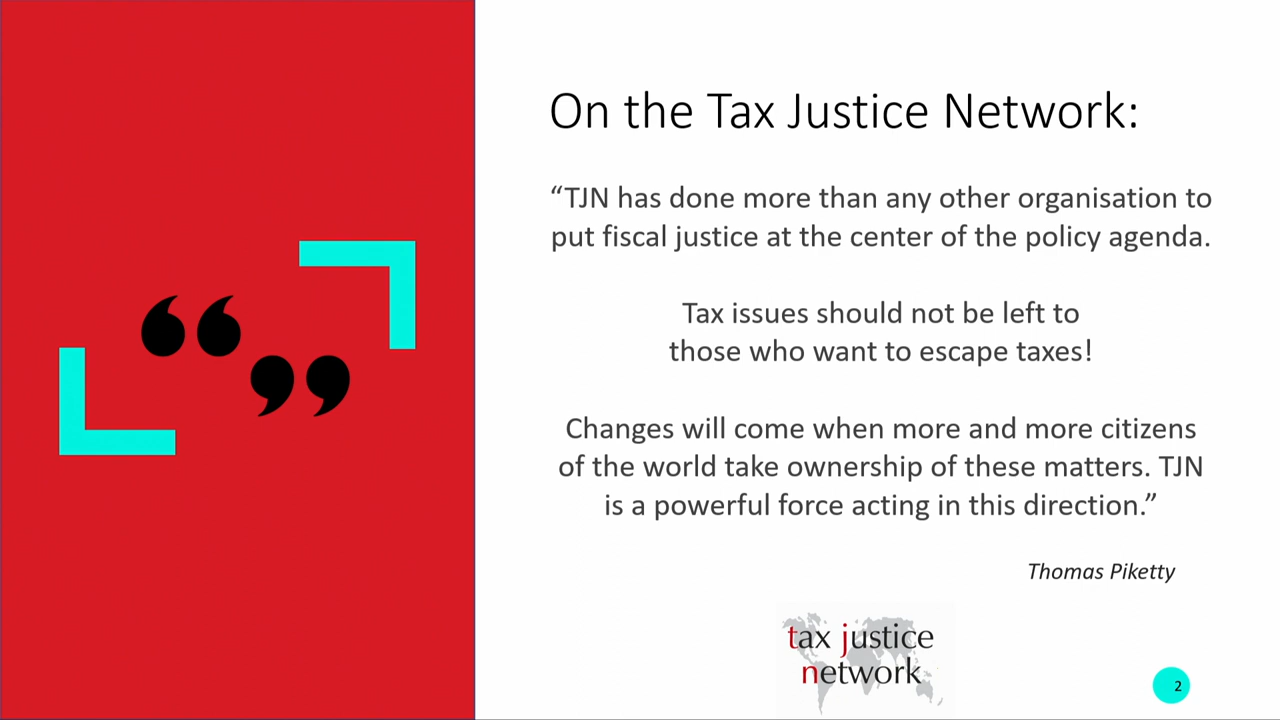 On the Tax Justice Network:
“TJN has done more than any other organisation to
put fiscal justice at the center of the policy agenda.
Tax issues should not be left to
those who want to escape taxes!
Changes will come when more and more citizens
of the world take ownership of these matters. TJN
is a powerful force acting in this direction.”
Thomas Piketty
tax justice
network
2